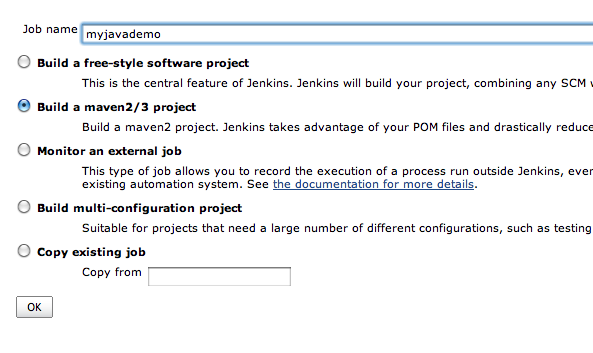 Job name myjavademo
Build a free-style software project
This is the central feature of Jenkins. Jenkins will build your project, combining any SCM
Build a maven2/3 project
Build a maven2 project. Jenkins takes advantage of your POM files and drastically reduce
Monitor an external job
This type of job allows you to record the execution of a process run outside Jenkins, ever
existing automation system. See the documentation for more details.
Build multi-configuration project
Suitable for projects that need a large number of different configurations, such as testing
Copy existing job
Copy from
OK